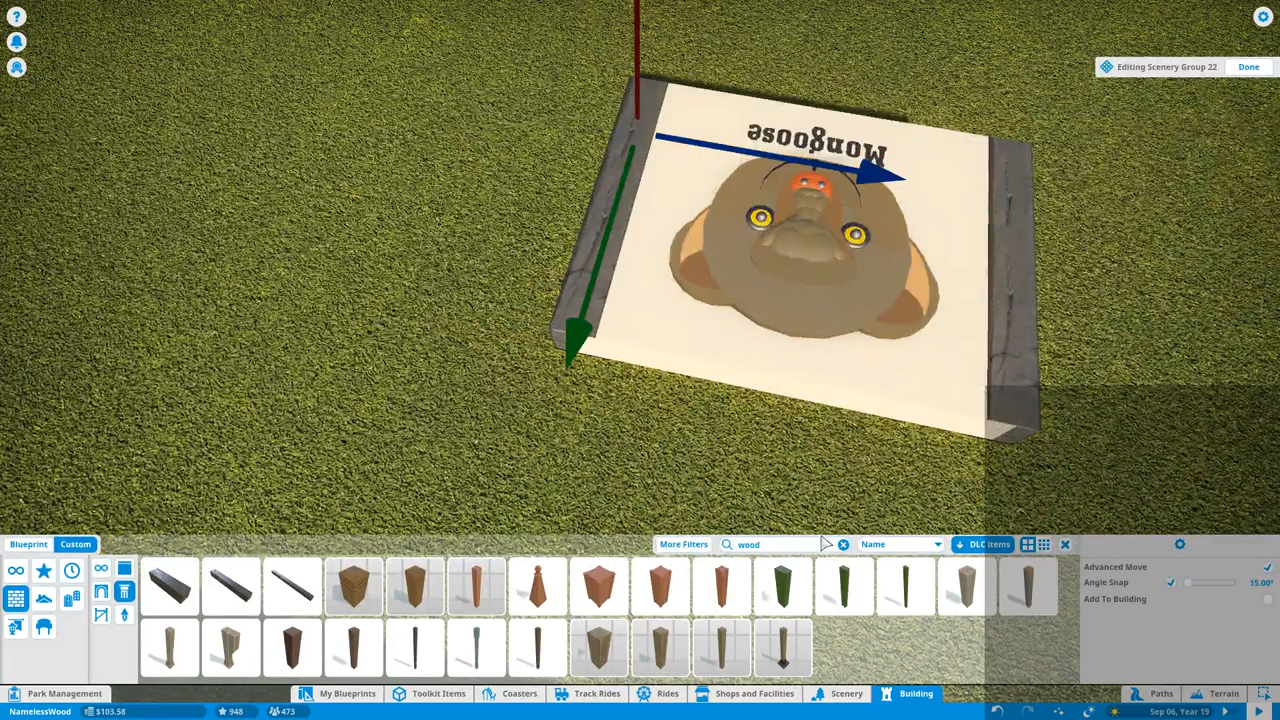 ?
Editing Scenery Group 22
Done
Mongoose
Blueprint
Custom
More Filters
wood
Name
DLC Items
Advanced Move
Angle Snap
15.00°
Add To Building
Park Management
My Blueprints
Toolkit Items
Coasters
Track Rides
Rides
Shops and Facilities
Scenery
Building
Paths
Terrain
NamelessWood
$103.58
948
473
Sep 06, Year 19